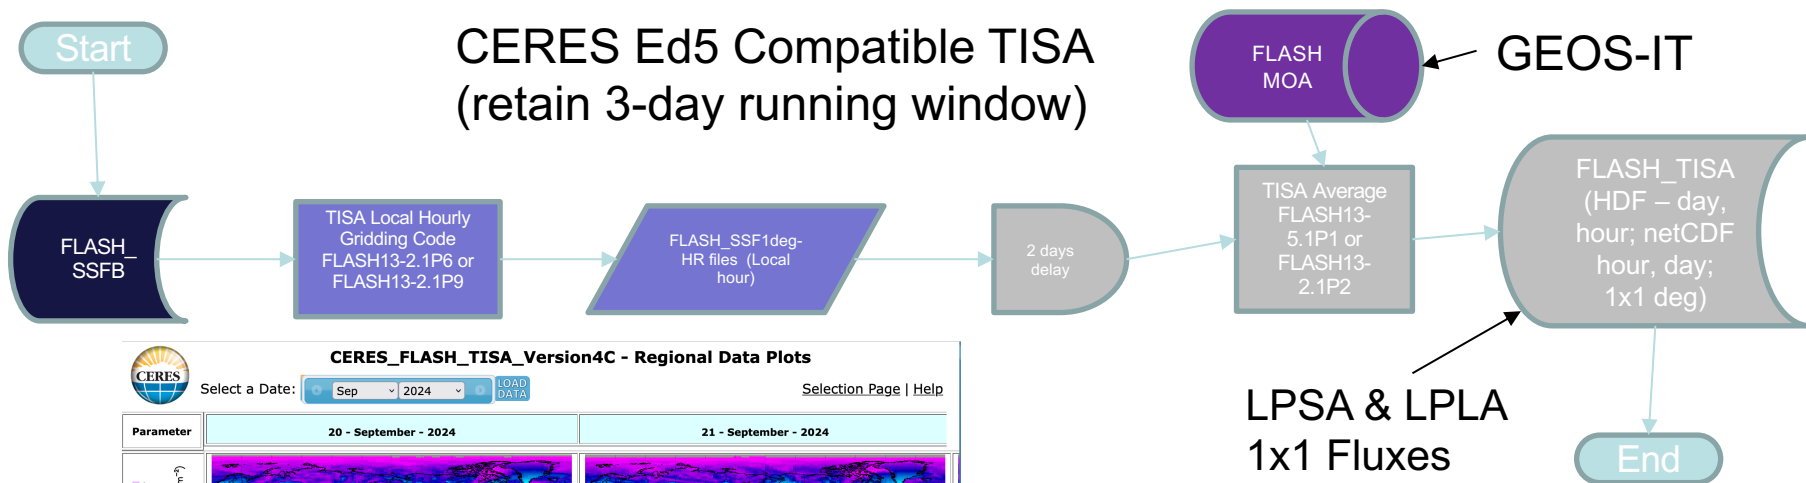 Start
CERES Ed5 Compatible TISA
(retain 3-day running window)
FLASH
MOA
GEOS-IT
FLASH_
SSFB
TISA Local Hourly
Gridding Code
FLASH13-2.1P6 or
FLASH13-2.1P9
FLASH_SSF1deg-
HR files (Local
hour)
2 days
delay
TISA Average
FLASH13-
5.1P1 or
FLASH13-
2.1P2
FLASH_TISA
(HDF – day,
hour; netCDF
hour, day;
1x1 deg)
LPSA & LPLA
1x1 Fluxes
End
CERES
CERES_FLASH_TISA_Version4C - Regional Data Plots
Select a Date:
Sep
2024
LOAD
DATA
Selection Page | Help
Parameter
20 - September - 2024
21 - September - 2024